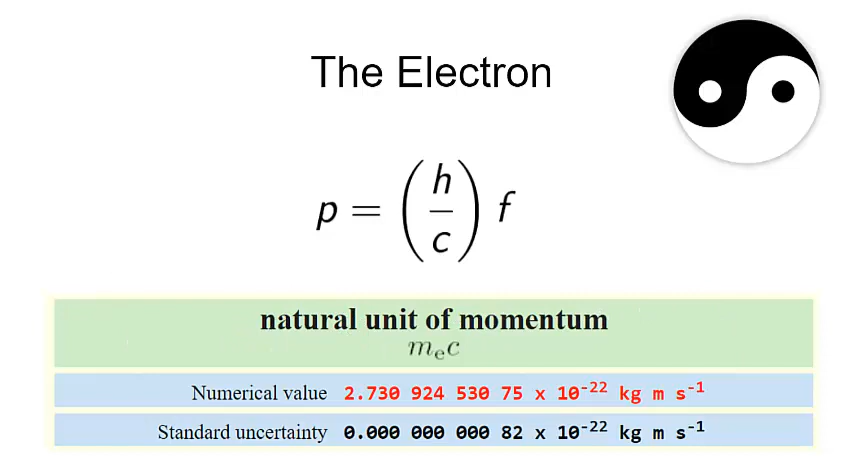 The Electron
p = (h/c) f
natural unit of momentum
mₑc
Numerical value 2.730 924 530 75 x 10⁻²² kg m s⁻¹
Standard uncertainty 0.000 000 000 82 x 10⁻²² kg m s⁻¹